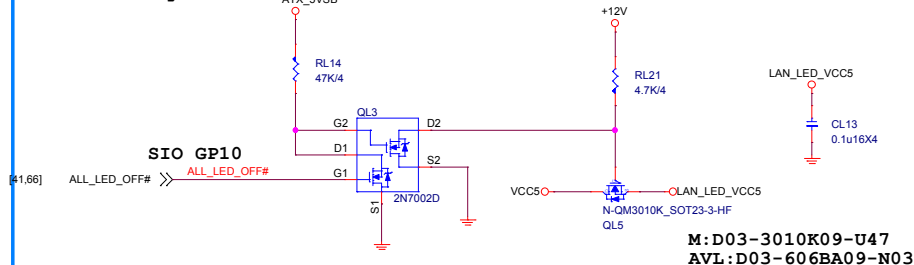 +12V
RL14
47K/4
RL21
4.7K/4
LAN_LED_VCC5
QL3
G2
D2
CL13
0.1u16X4
D1
SIO GP10
S2
[41,66]
ALL_LED_OFF#
ALL_LED_OFF#
G1
2N7002D
VCC5
LAN_LED_VCC5
S1
N-QM3010K_SOT23-3-HF
QL5
M:D03-3010K09-U47
AVL:D03-606BA09-N03